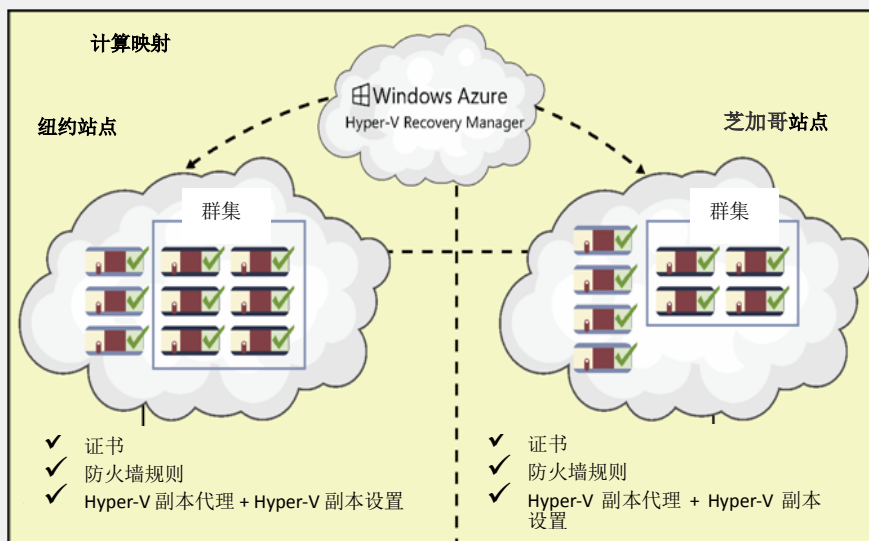 计算映射
Windows Azure
Hyper-V Recovery Manager
纽约站点
芝加哥站点
群集
群集
证书
防火墙规则
Hyper-V 副本代理 + Hyper-V 副本设置
证书
防火墙规则
Hyper-V 副本代理 + Hyper-V 副本
设置